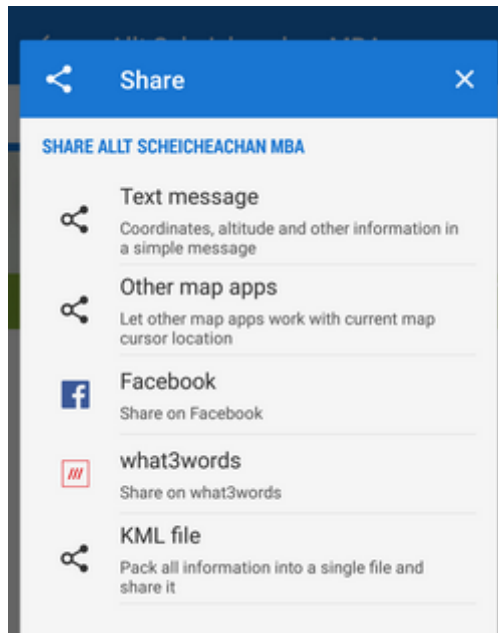 Share
SHARE ALLT SCHEICHEACHAN MBA
Text message
Coordinates, altitude and other information in
a simple message
Other map apps
Let other map apps work with current map
cursor location
Facebook
Share on Facebook
what3words
Share on what3words
KML file
Pack all information into a single file and
share it